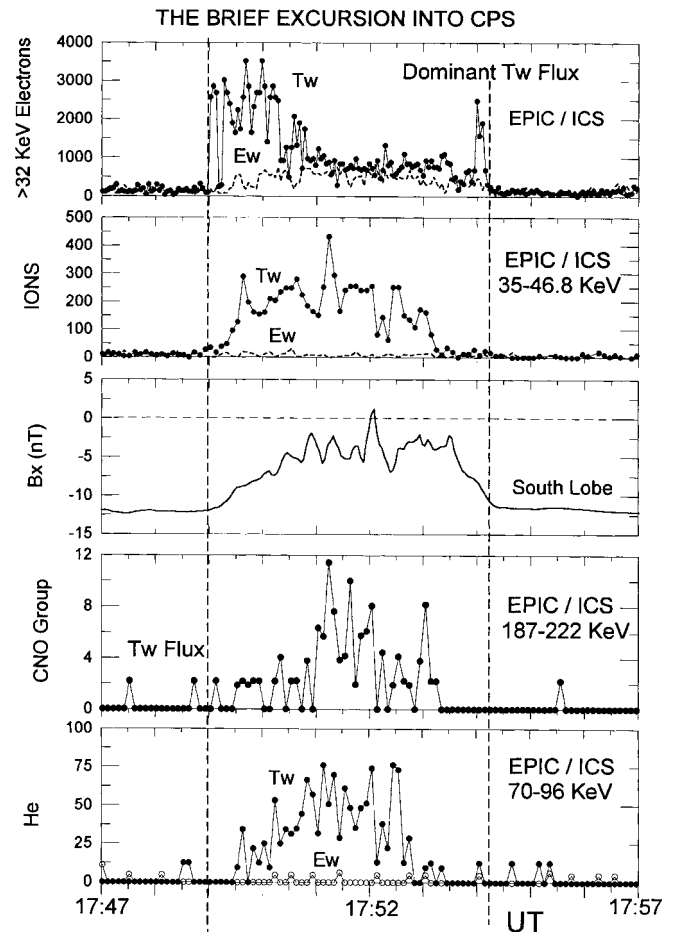 THE BRIEF EXCURSION INTO CPS
>32 KeV Electrons
4000
3000
2000
1000
0
Tw
Ew
Dominant Tw Flux
EPIC / ICS
IONS
500
400
300
200
100
0
Tw
Ew
EPIC / ICS
35-46.8 KeV
Bx (nT)
5
0
-5
-10
-15
South Lobe
CNO Group
12
8
4
0
Tw Flux
EPIC / ICS
187-222 KeV
He
100
75
50
25
0
Tw
Ew
EPIC / ICS
70-96 KeV
17:47
17:52
17:57
UT